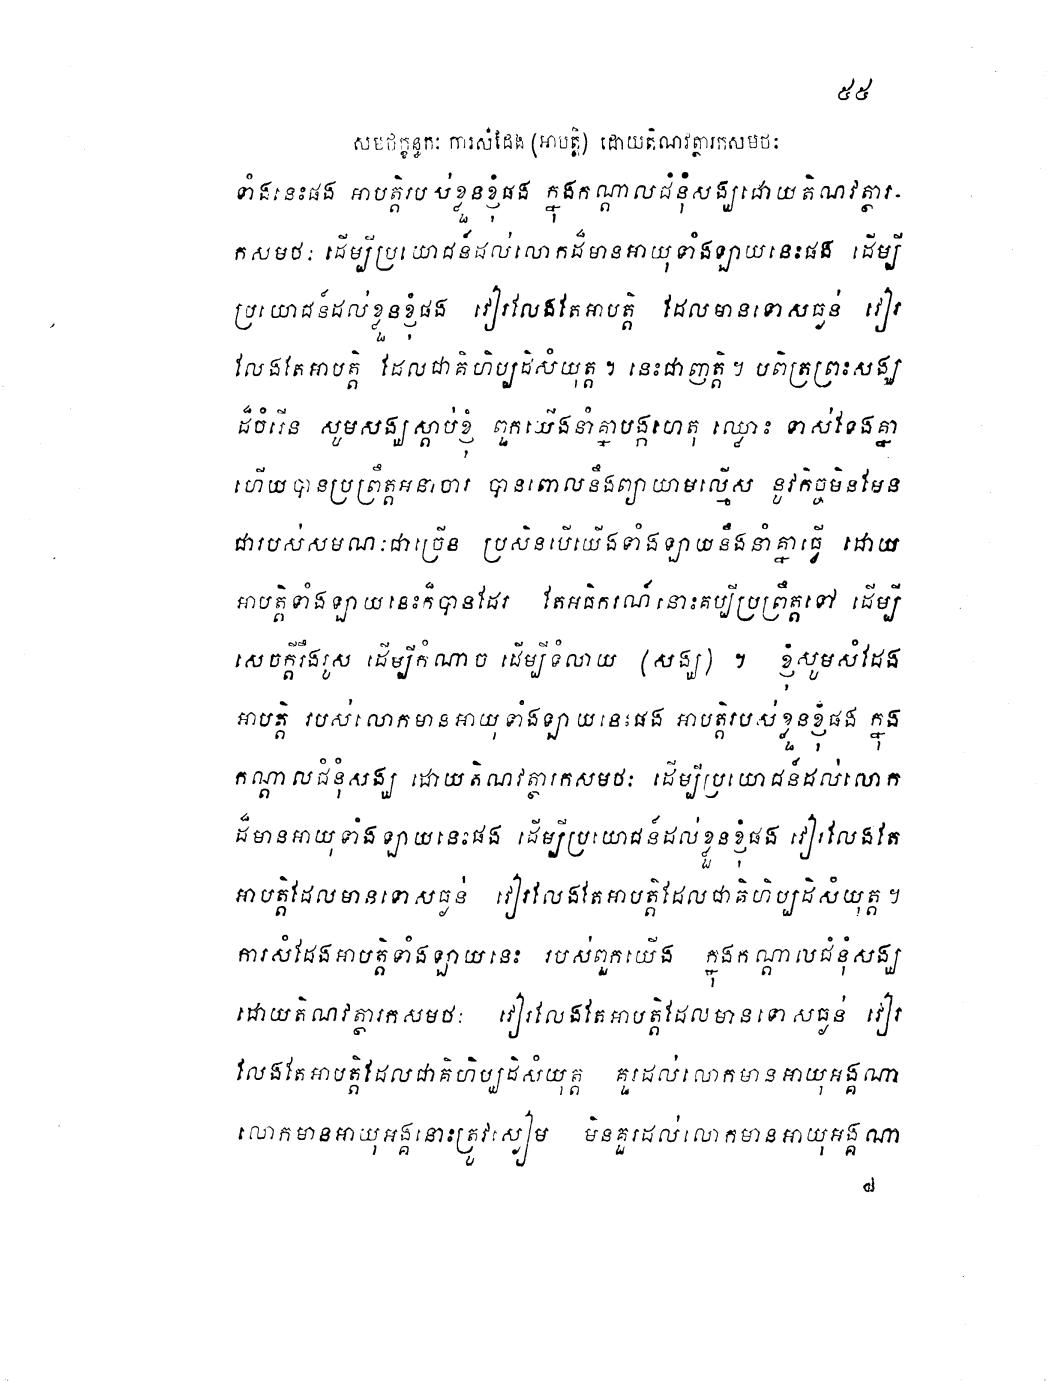 ៥៥
សមថក្ខន្ធកៈ ការសំដែង (អាបត្តិ) ដោយតិណវត្ថារកសមថៈ
ទាំងនេះផង អាបត្តិរបស់ខ្លួនខ្ញុំផង ក្នុងកណ្តាលជំនុំសង្ឃដោយតិណវត្ថារ-
កសមថៈ ដើម្បីប្រយោជន៍ដល់លោកដ៏មានអាយុទាំងឡាយនេះផង ដើម្បី
ប្រយោជន៍ដល់ខ្លួនខ្ញុំផង វៀរលែងតែអាបត្តិ ដែលមានទោសធ្ងន់ វៀរ
លែងតែអាបត្តិ ដែលជាគិហិប្បដិសំយុត្ត ។ នេះជាញត្តិ ។ បពិត្រព្រះសង្ឃ
ដ៏ចំរើន សូមសង្ឃស្តាប់ខ្ញុំ ពួកយើងនាំគ្នាបង្កហេតុ ឈ្លោះ ទាស់ទែងគ្នា
ហើយបានប្រព្រឹត្តអនាចារ បានពោលនឹងព្យាយាមល្មើស នូវកិច្ចមិនមែន
ជារបស់សមណៈជាច្រើន ប្រសិនបើយើងទាំងឡាយនឹងនាំគ្នាធ្វើ ដោយ
អាបត្តិទាំងឡាយនេះក៏បានដែរ តែអធិករណ៍នោះគប្បីប្រព្រឹត្តទៅ ដើម្បី
សេចក្តីរឹងរូស ដើម្បីកំណាច ដើម្បីទំលាយ (សង្ឃ) ។ ខ្ញុំសូមសំដែង
អាបត្តិ របស់លោកមានអាយុទាំងឡាយនេះផង អាបត្តិរបស់ខ្លួនខ្ញុំផង ក្នុង
កណ្តាលជំនុំសង្ឃ ដោយតិណវត្ថារកសមថៈ ដើម្បីប្រយោជន៍ដល់លោក
ដ៏មានអាយុទាំងឡាយនេះផង ដើម្បីប្រយោជន៍ដល់ខ្លួនខ្ញុំផង វៀរលែងតែ
អាបត្តិដែលមានទោសធ្ងន់ វៀរលែងតែអាបត្តិដែលជាគិហិប្បដិសំយុត្ត ។
ការសំដែងអាបត្តិទាំងឡាយនេះ របស់ពួកយើង ក្នុងកណ្តាលជំនុំសង្ឃ
ដោយតិណវត្ថារកសមថៈ វៀរលែងតែអាបត្តិដែលមានទោសធ្ងន់ វៀរ
លែងតែអាបត្តិដែលជាគិហិប្បដិសំយុត្ត គួរដល់លោកមានអាយុអង្គណា
លោកមានអាយុអង្គនោះត្រូវស្ងៀម មិនគួរដល់លោកមានអាយុអង្គណា
៧